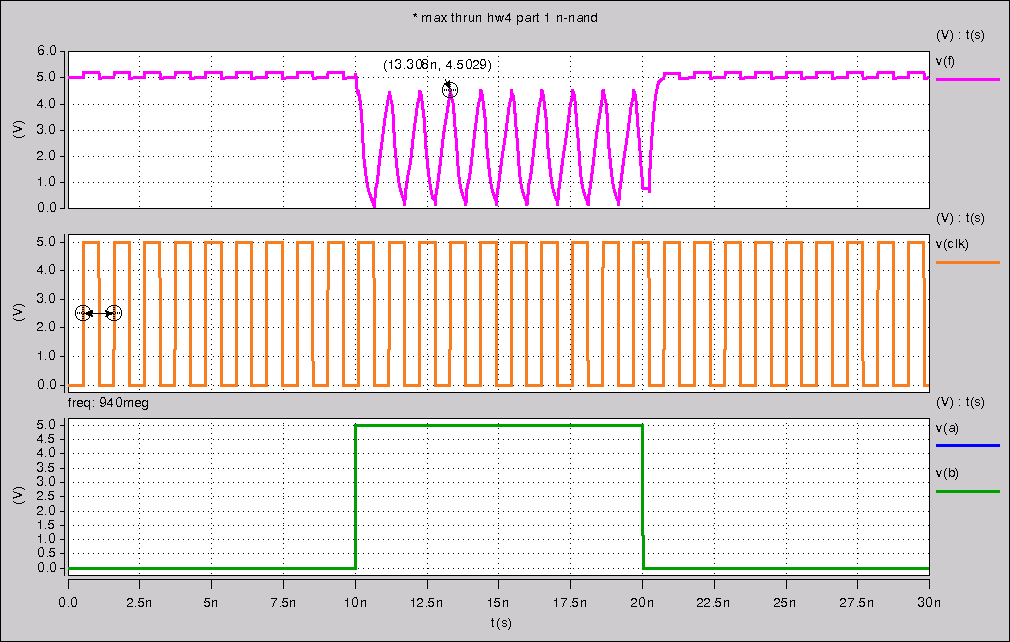 * max thrun hw4 part 1 n-nand
(V) : t(s)
v(f)
(13.308n, 4.5029)
6.0
5.0
4.0
3.0
2.0
1.0
0.0
(V)
(V) : t(s)
v(clk)
5.0
4.0
3.0
2.0
1.0
0.0
(V)
freq: 940meg
(V) : t(s)
v(a)
v(b)
5.0
4.5
4.0
3.5
3.0
2.5
2.0
1.5
1.0
0.5
0.0
(V)
0.0 2.5n 5n 7.5n 10n 12.5n 15n 17.5n 20n 22.5n 25n 27.5n 30n
t(s)